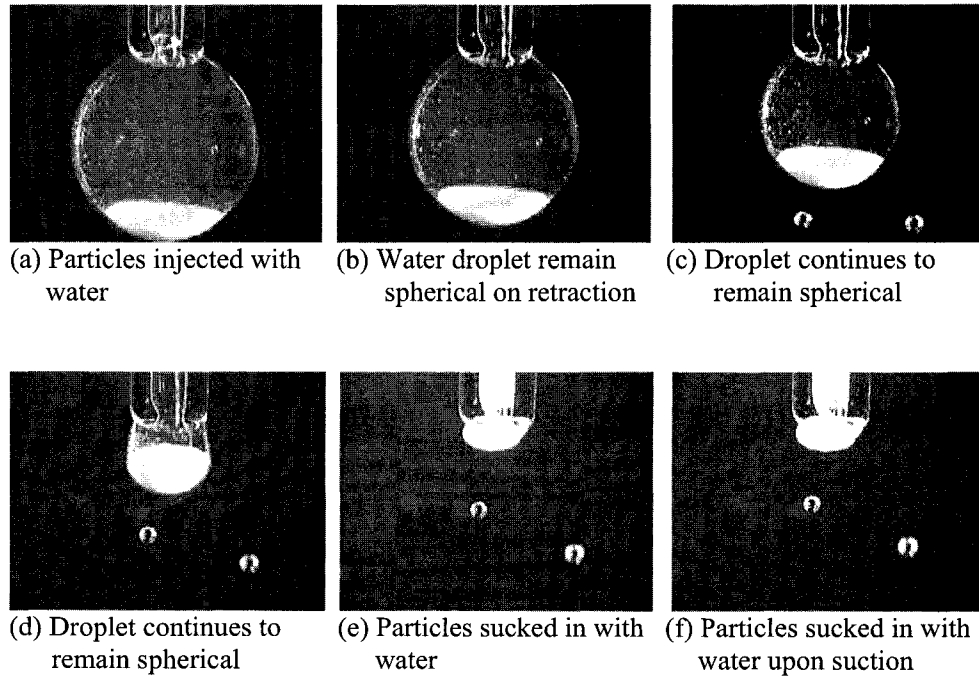 (a) Particles injected with
water
(b) Water droplet remain
spherical on retraction
(c) Droplet continues to
remain spherical
(d) Droplet continues to
remain spherical
(e) Particles sucked in with
water
(f) Particles sucked in with
water upon suction